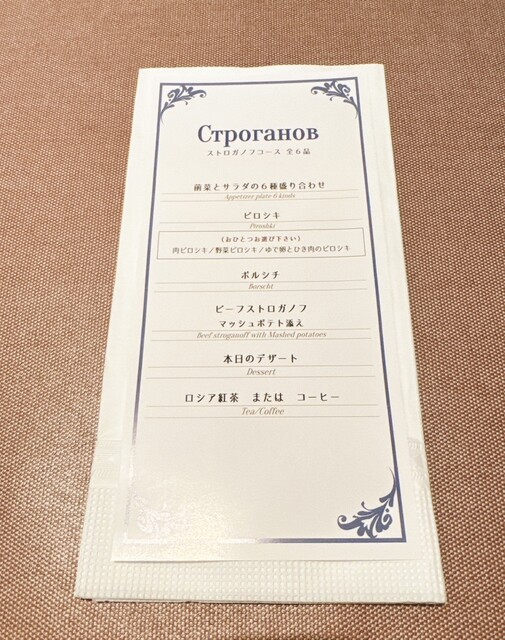 Строганов
ストロガノフコース 全6品
前菜とサラダの6種盛り合わせ
Appetizer plate 6 kinds
ピロシキ
Piroshki
(おひとつお選び下さい)
肉ピロシキ/野菜ピロシキ/ゆで卵とひき肉のピロシキ
ボルシチ
Borscht
ビーフストロガノフ
マッシュポテト添え
Beef stroganoff with Mashed potatoes
本日のデザート
Dessert
ロシア紅茶 または コーヒー
Tea/Coffee